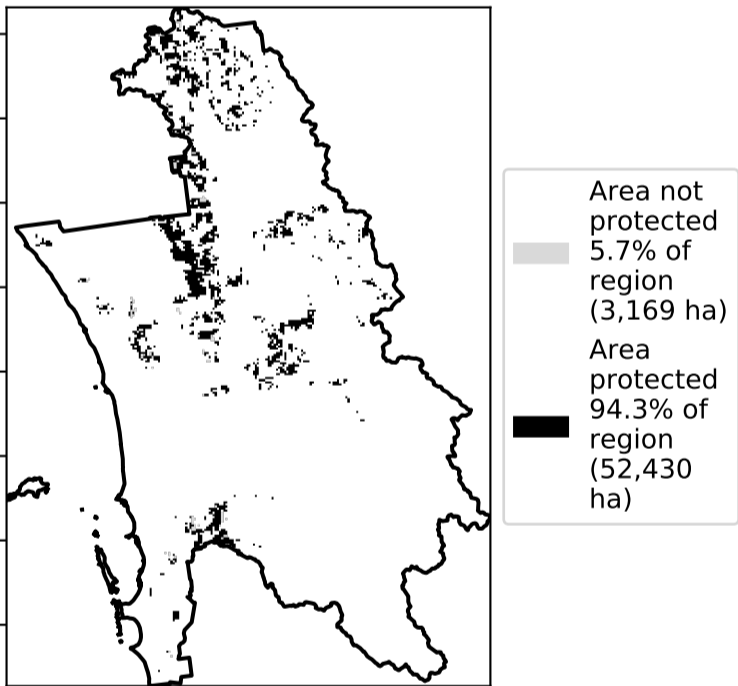 Area not
protected
5.7% of
region
(3,169 ha)
Area
protected
94.3% of
region
(52,430
ha)